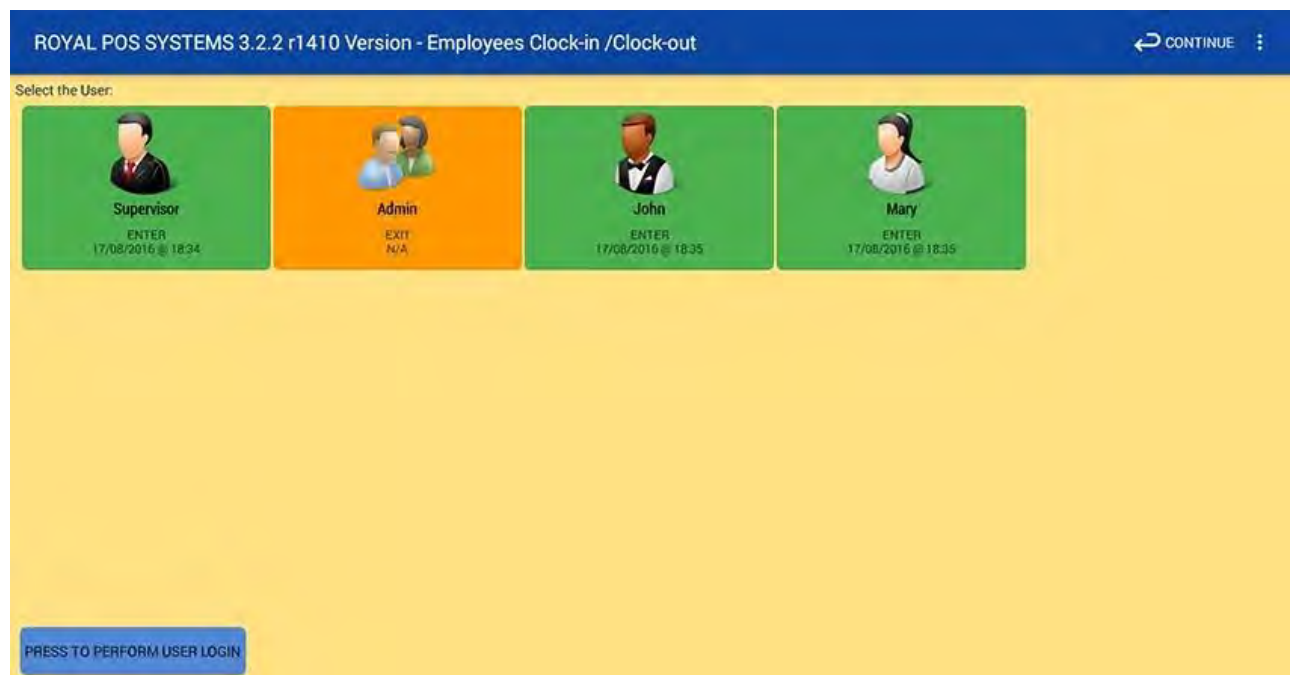 ROYAL POS SYSTEMS 3.2.2 r1410 Version - Employees Clock-in /Clock-out
CONTINUE
Select the User:
Supervisor
ENTER
17/08/2016 @ 18:34
Admin
EXIT
N/A
John
ENTER
17/08/2016 @ 18:35
Mary
ENTER
17/08/2016 @ 18:35
PRESS TO PERFORM USER LOGIN